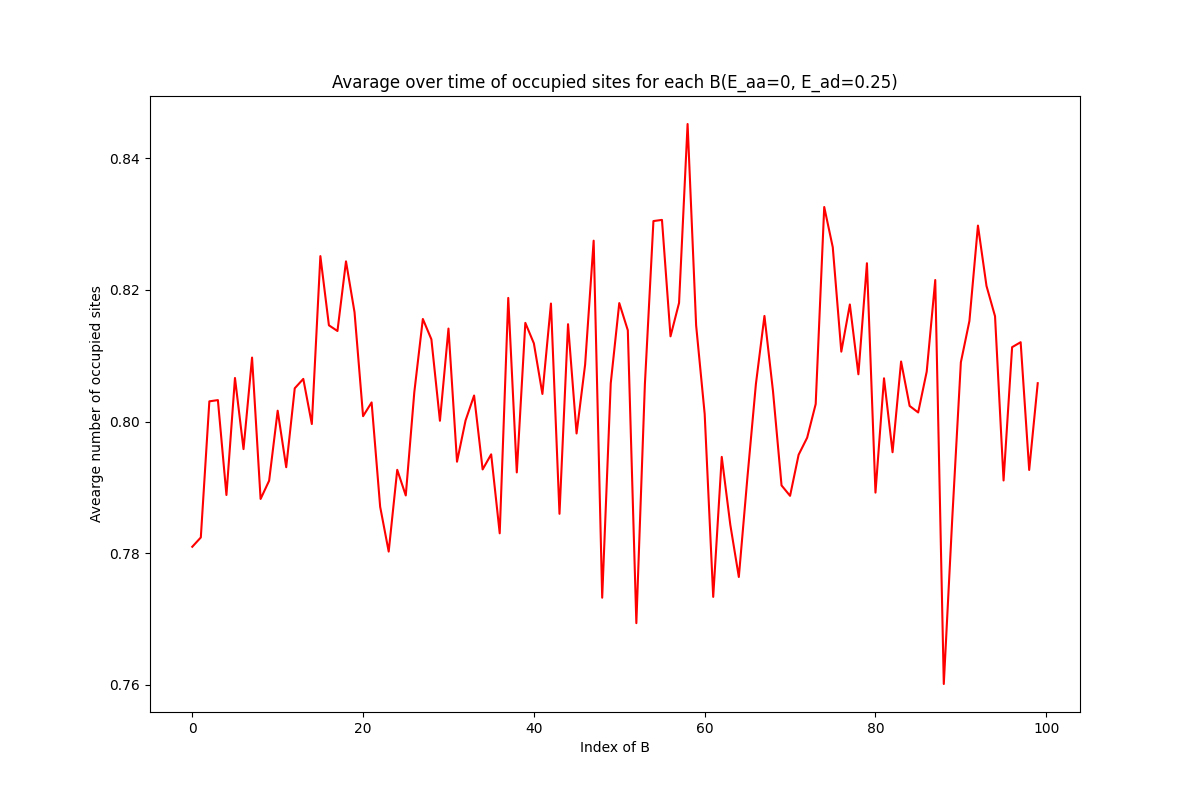 Avarage over time of occupied sites for each B(E_aa=0, E_ad=0.25)
Avearge number of occupied sites
0.84
0.82
0.80
0.78
0.76
0 20 40 60 80 100
Index of B